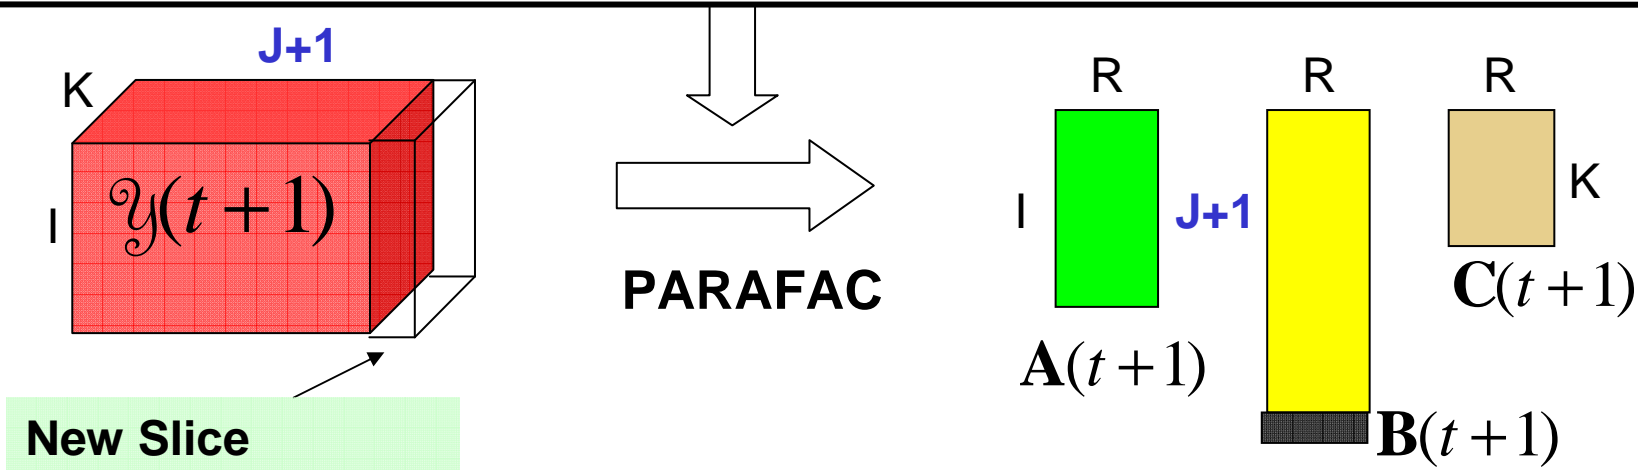 J+1
K
I
𝒴(t + 1)
New Slice
PARAFAC
R R R
I
J+1
K
A(t + 1)
B(t + 1)
C(t + 1)